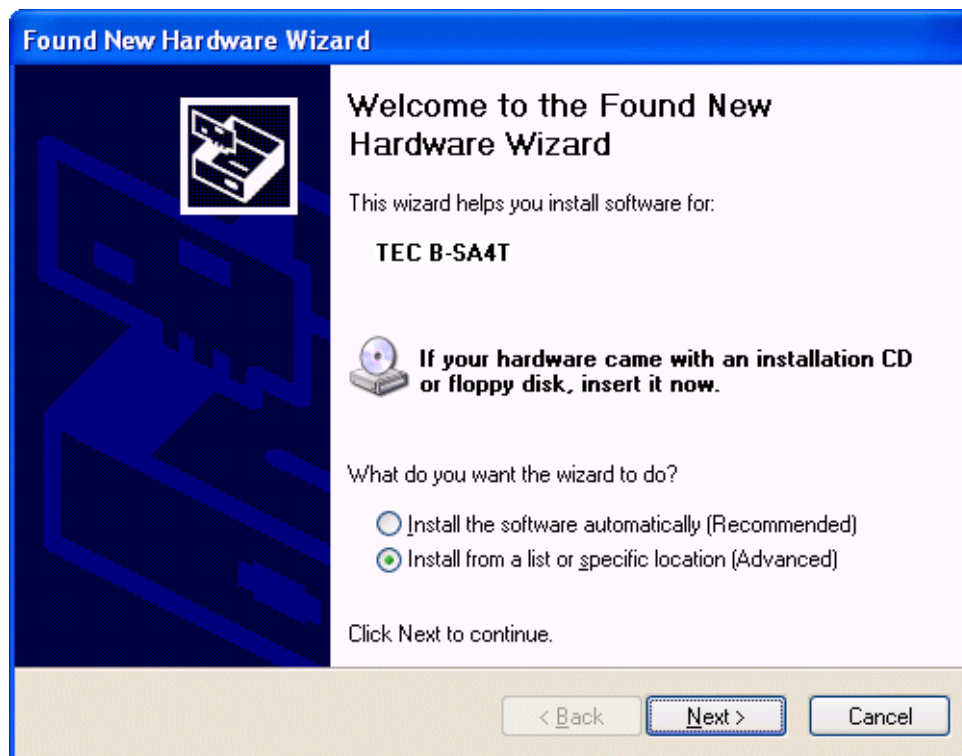 Found New Hardware Wizard
Welcome to the Found New
Hardware Wizard
This wizard helps you install software for:
TEC B-SA4T
If your hardware came with an installation CD
or floppy disk, insert it now.
What do you want the wizard to do?
Install the software automatically (Recommended)
Install from a list or specific location (Advanced)
Click Next to continue.
< Back
Next >
Cancel